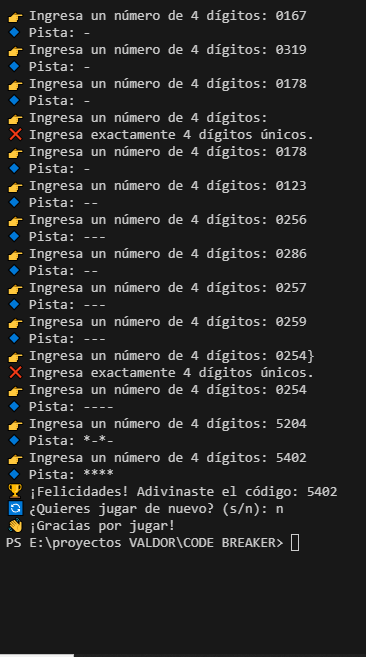 👉 Ingresa un número de 4 dígitos: 0167
🔹 Pista: -
👉 Ingresa un número de 4 dígitos: 0319
🔹 Pista: -
👉 Ingresa un número de 4 dígitos: 0178
🔹 Pista: -
👉 Ingresa un número de 4 dígitos:
❌ Ingresa exactamente 4 dígitos únicos.
👉 Ingresa un número de 4 dígitos: 0178
🔹 Pista: -
👉 Ingresa un número de 4 dígitos: 0123
🔹 Pista: --
👉 Ingresa un número de 4 dígitos: 0256
🔹 Pista: ---
👉 Ingresa un número de 4 dígitos: 0286
🔹 Pista: --
👉 Ingresa un número de 4 dígitos: 0257
🔹 Pista: ---
👉 Ingresa un número de 4 dígitos: 0259
🔹 Pista: ---
👉 Ingresa un número de 4 dígitos: 0254}
❌ Ingresa exactamente 4 dígitos únicos.
👉 Ingresa un número de 4 dígitos: 0254
🔹 Pista: ----
👉 Ingresa un número de 4 dígitos: 5204
🔹 Pista: *-*-
👉 Ingresa un número de 4 dígitos: 5402
🔹 Pista: ****
🏆 ¡Felicidades! Adivinaste el código: 5402
🔄 ¿Quieres jugar de nuevo? (s/n): n
👋 ¡Gracias por jugar!
PS E:\proyectos VALDOR\CODE BREAKER>